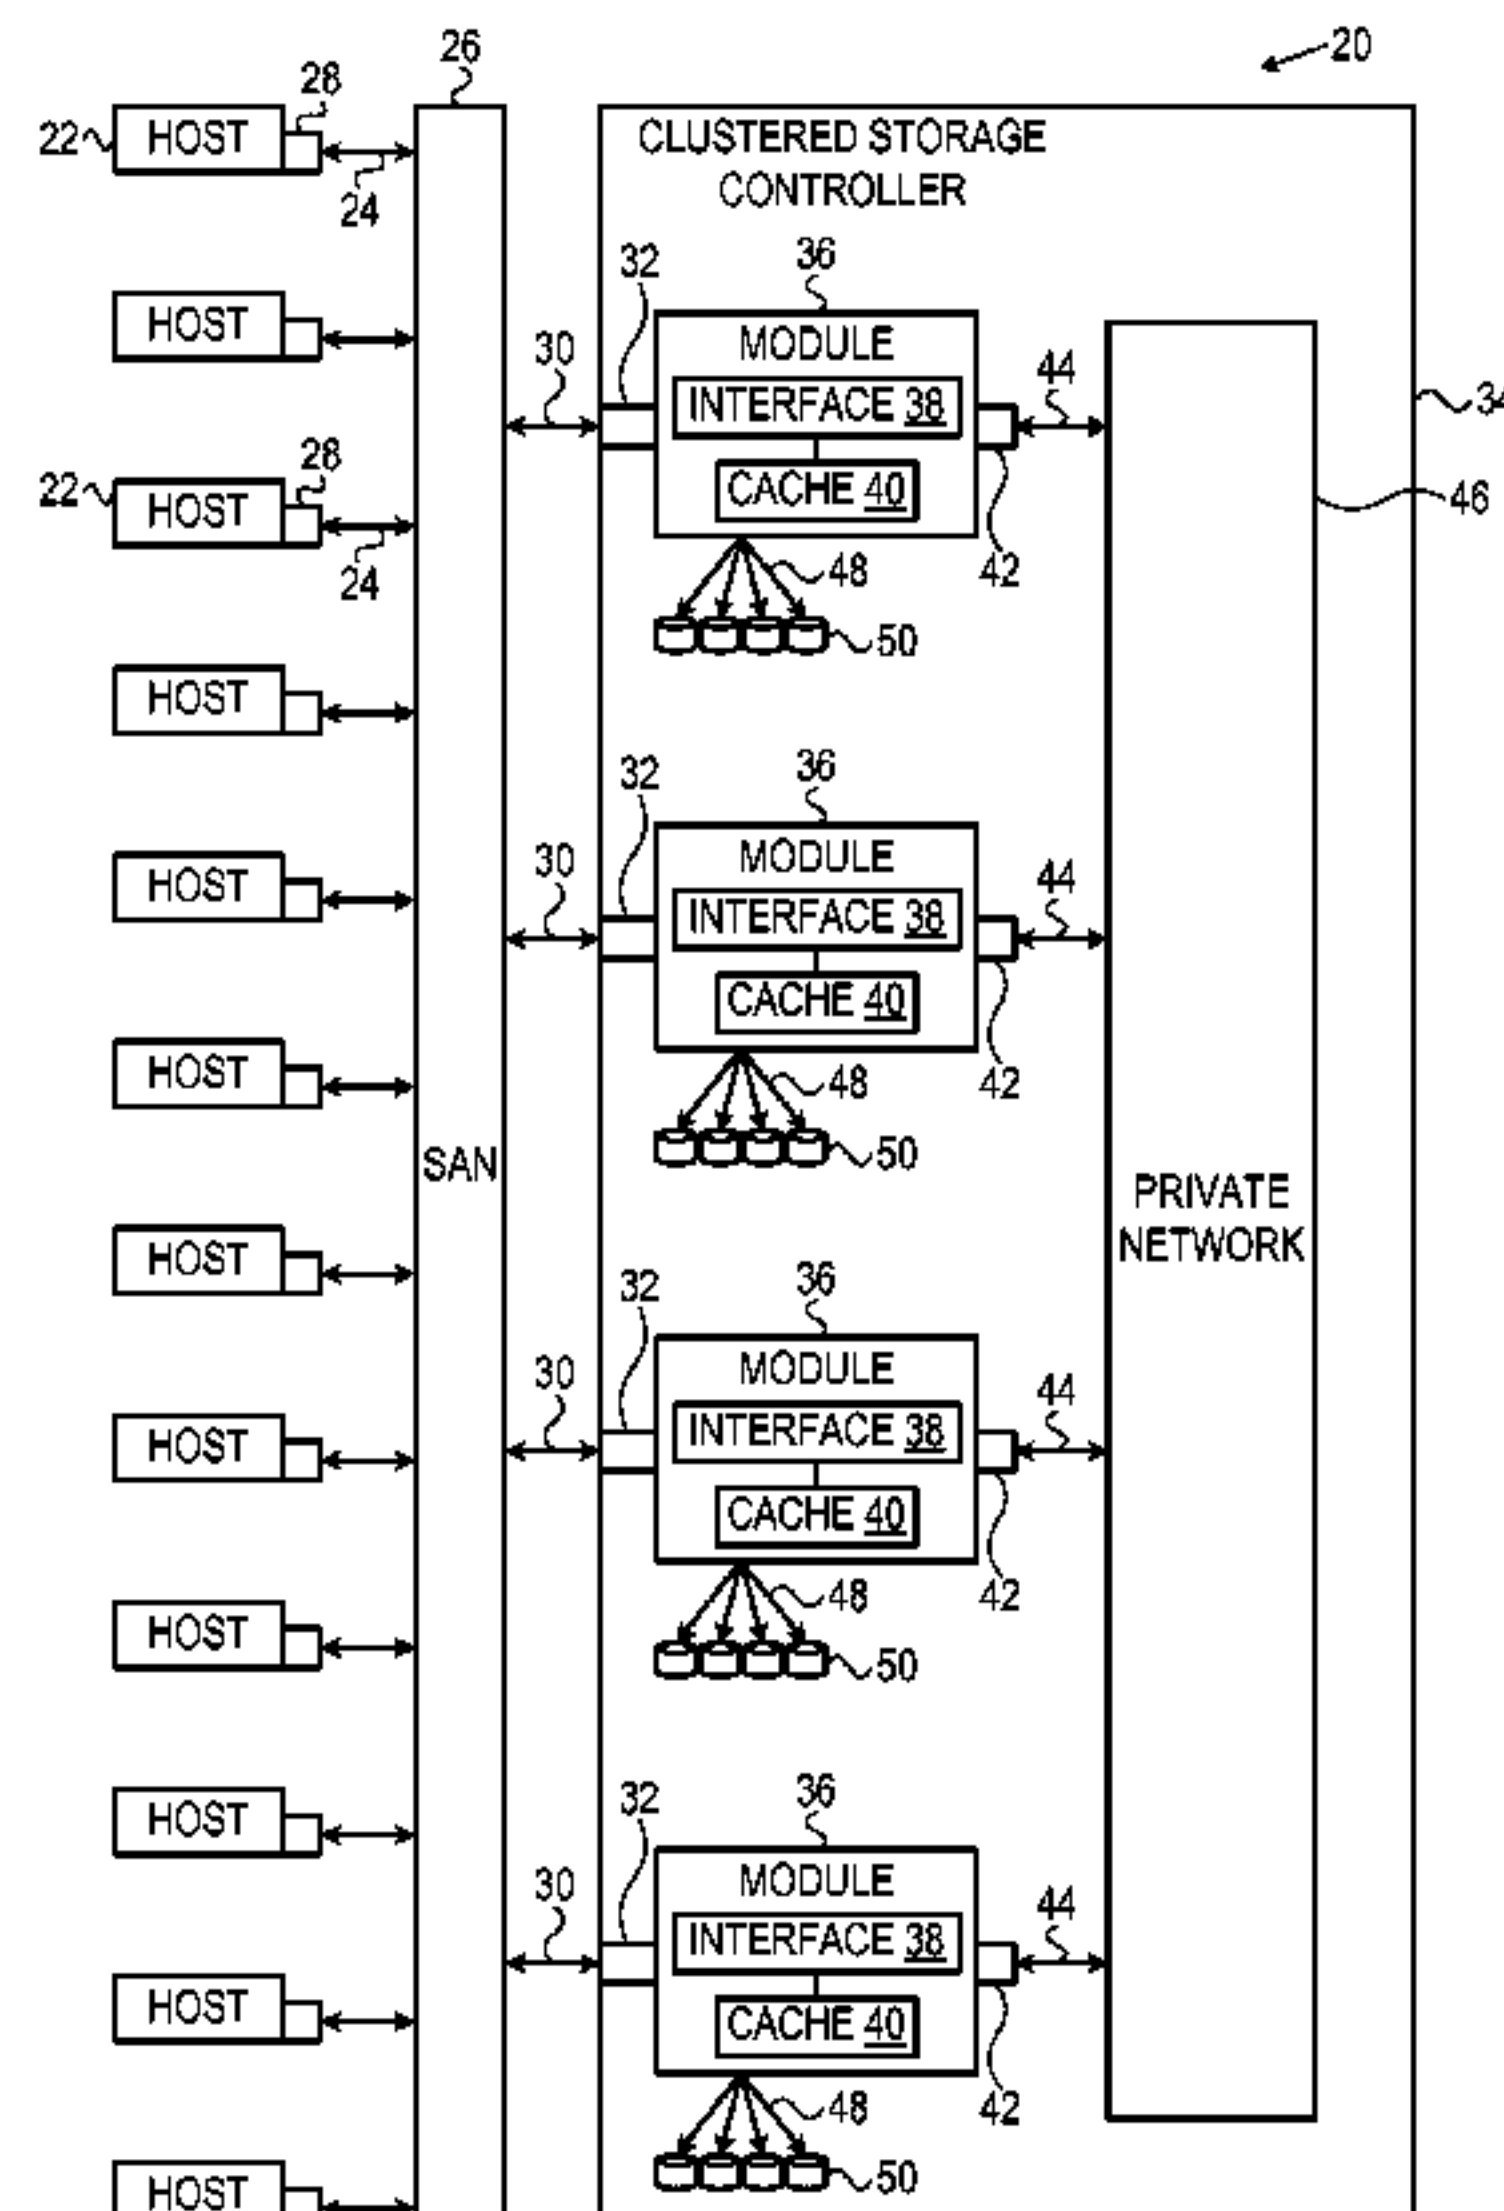 26
20
28
22
HOST
24
CLUSTERED STORAGE
CONTROLLER
HOST
32
36
30
MODULE
INTERFACE 38
CACHE 40
44
34
46
42
28
22
HOST
24
48
50
HOST
32
36
30
MODULE
INTERFACE 38
CACHE 40
44
42
HOST
48
50
HOST
SAN
PRIVATE
NETWORK
HOST
32
36
30
MODULE
INTERFACE 38
CACHE 40
44
42
HOST
48
50
HOST
HOST
32
36
30
MODULE
INTERFACE 38
CACHE 40
44
42
HOST
48
50
HOST